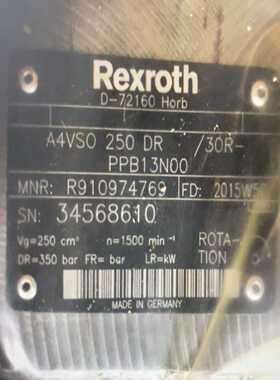 Rexroth
D-72160 Horb
A4VSO 250 DR /30R-
PPB13N00
MNR: R910974769 FD: 2015W5
SN: 34568610
Vg=250 cm³ n=1500 min⁻¹ ROTA-
DR=350 bar FR= bar LR=kW TION
MADE IN GERMANY